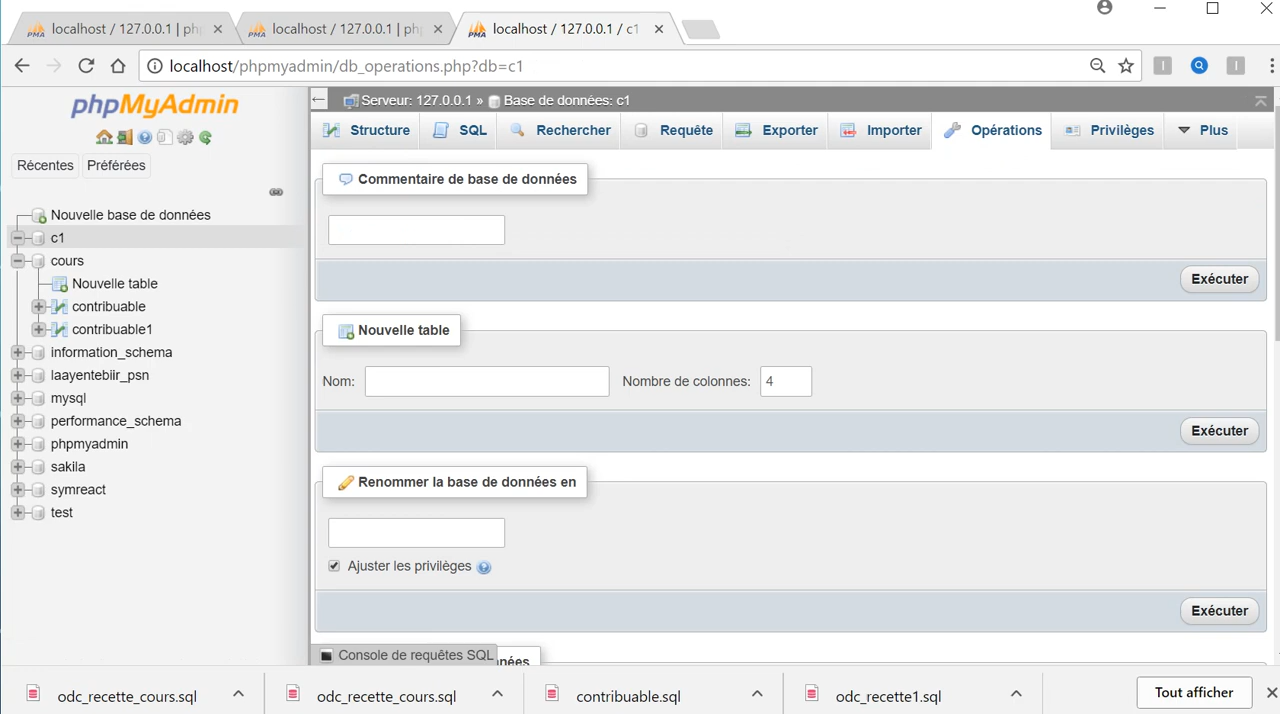 localhost / 127.0.0.1 | ph
localhost / 127.0.0.1 | ph
localhost / 127.0.0.1 / c1
localhost/phpmyadmin/db_operations.php?db=c1
phpMyAdmin
Récentes
Préférées
Nouvelle base de données
c1
cours
Nouvelle table
contribuable
contribuable1
information_schema
laayentebiir_psn
mysql
performance_schema
phpmyadmin
sakila
symreact
test
Serveur: 127.0.0.1 » Base de données: c1
Structure SQL Rechercher Requête Exporter Importer Opérations Privilèges Plus
Commentaire de base de données
Exécuter
Nouvelle table
Nom: Nombre de colonnes: 4
Exécuter
Renommer la base de données en
Ajuster les privilèges
Exécuter
Console de requêtes SQL
odc_recette_cours.sql odc_recette_cours.sql contribuable.sql odc_recette1.sql Tout afficher